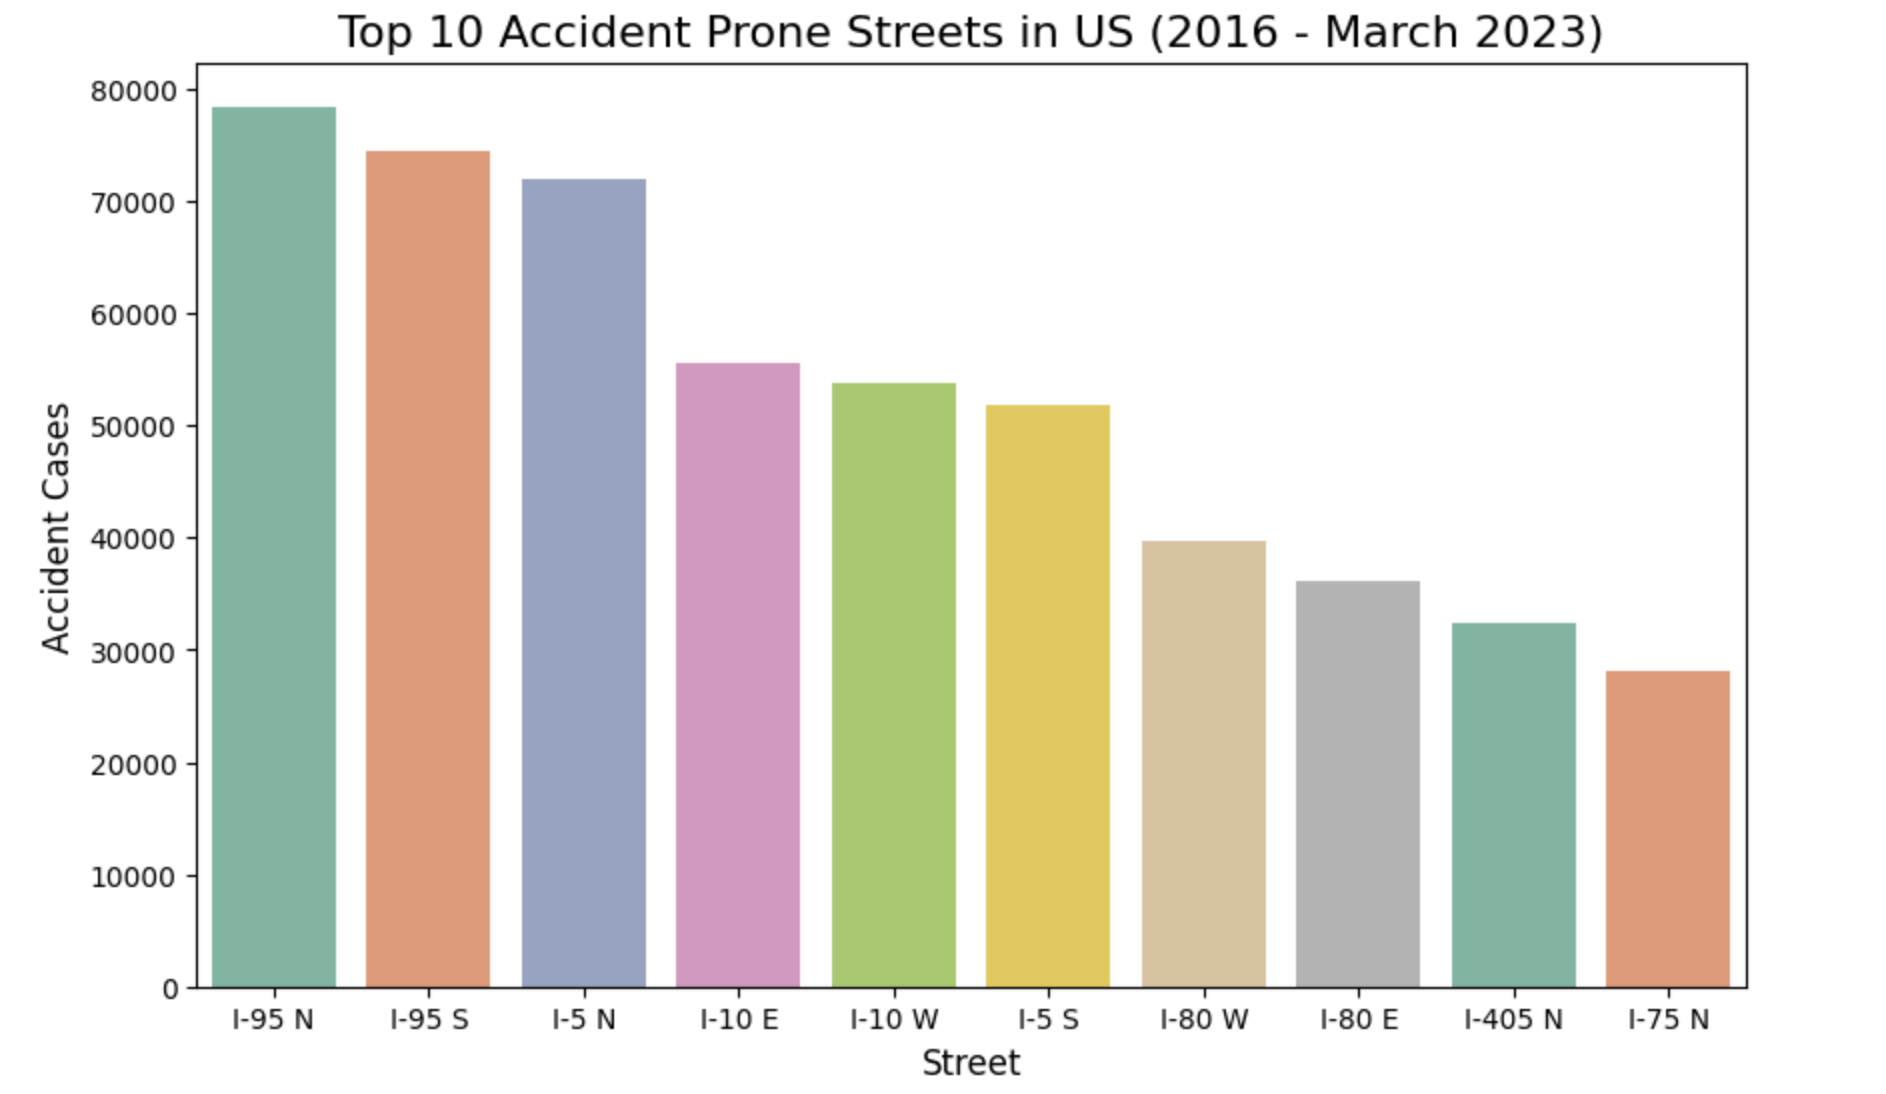 Top 10 Accident Prone Streets in US (2016 - March 2023)
Accident Cases
80000
70000
60000
50000
40000
30000
20000
10000
0
I-95 N I-95 S I-5 N I-10 E I-10 W I-5 S I-80 W I-80 E I-405 N I-75 N
Street